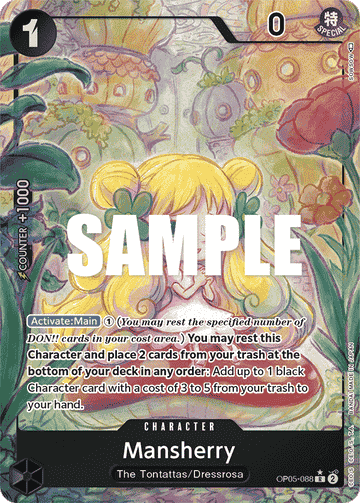 1
0
特
SPECIAL
COUNTER +1000
SAMPLE
Activate:Main ① (You may rest the specified number of
DON!! cards in your cost area.) You may rest this
Character and place 2 cards from your trash at the
bottom of your deck in any order: Add up to 1 black
Character card with a cost of 3 to 5 from your trash to
your hand.
CHARACTER
Mansherry
The Tontattas/Dressrosa
OP05-088 R 2